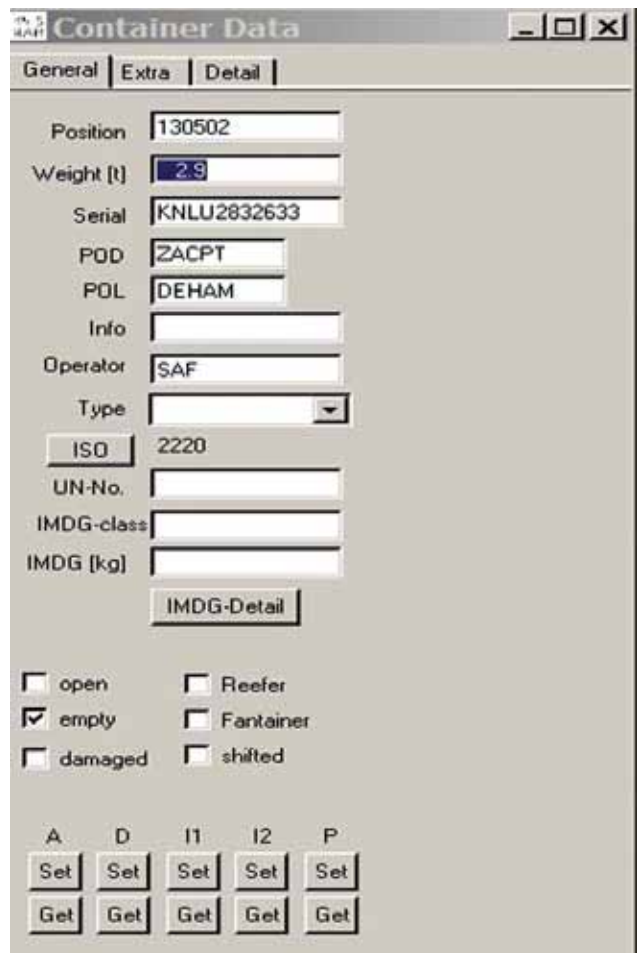 Container Data
General Extra Detail
Position 130502
Weight [t] 2.9
Serial KNLU2832633
POD ZACPT
POL DEHAM
Info
Operator SAF
Type
ISO 2220
UN-No.
IMDG-class
IMDG [kg]
IMDG-Detail
open Reefer
empty Fantainer
damaged shifted
A D I1 I2 P
Set Set Set Set Set
Get Get Get Get Get